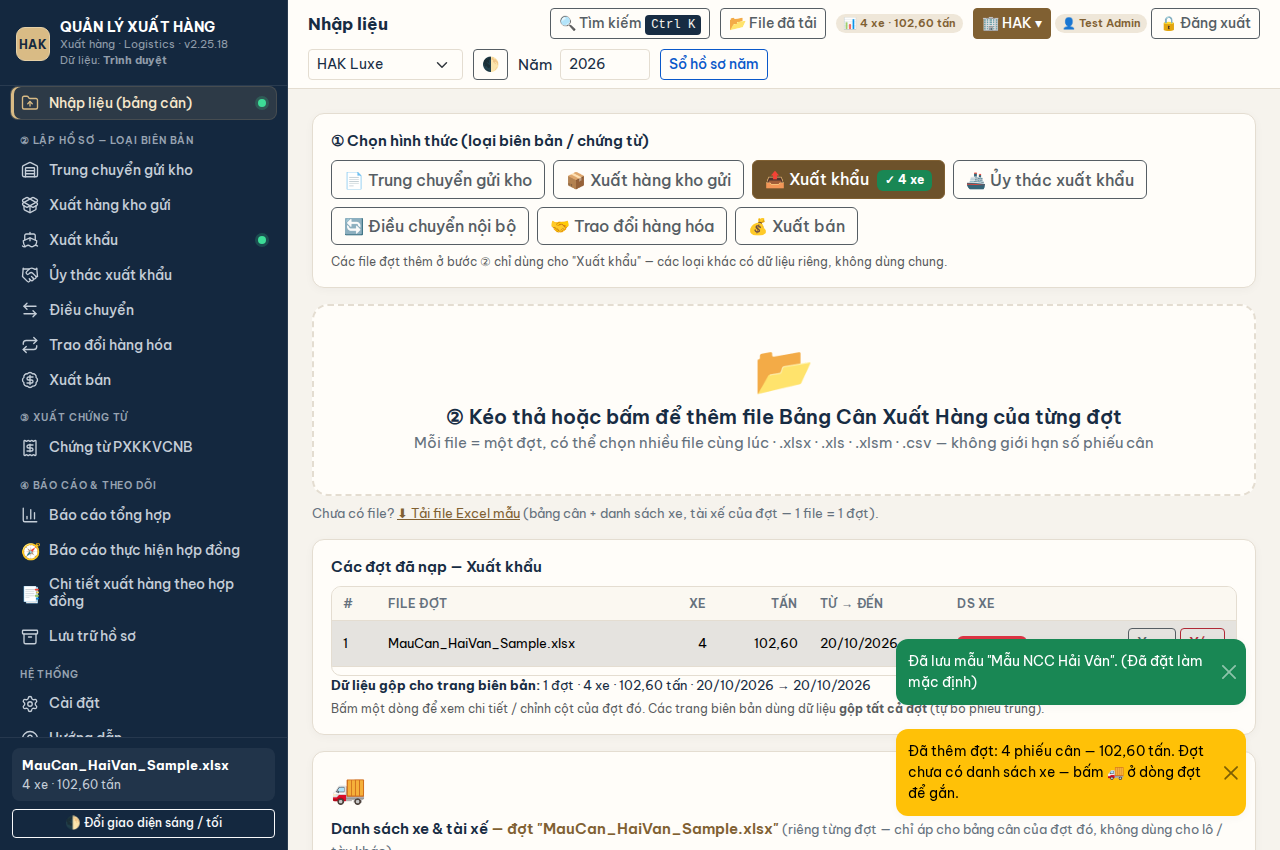 HAK
QUẢN LÝ XUẤT HÀNG
Xuất hàng · Logistics · v2.25.18
Dữ liệu: Trình duyệt
Nhập liệu (bảng cân)
② LẬP HỒ SƠ — LOẠI BIÊN BẢN
Trung chuyển gửi kho
Xuất hàng kho gửi
Xuất khẩu
Ủy thác xuất khẩu
Điều chuyển
Trao đổi hàng hóa
Xuất bán
③ XUẤT CHỨNG TỪ
Chứng từ PXKKVCNB
④ BÁO CÁO & THEO DÕI
Báo cáo tổng hợp
Báo cáo thực hiện hợp đồng
Chi tiết xuất hàng theo hợp
đồng
Lưu trữ hồ sơ
HỆ THỐNG
Cài đặt
Hướng dẫn
MauCan_HaiVan_Sample.xlsx
4 xe · 102,60 tấn
Đổi giao diện sáng / tối
Nhập liệu
Tìm kiếm Ctrl K
File đã tải
4 xe · 102,60 tấn
HAK ▾
Test Admin
Đăng xuất
HAK Luxe
Năm 2026
Sổ hồ sơ năm
① Chọn hình thức (loại biên bản / chứng từ)
Trung chuyển gửi kho
Xuất hàng kho gửi
Xuất khẩu ✓ 4 xe
Ủy thác xuất khẩu
Điều chuyển nội bộ
Trao đổi hàng hóa
Xuất bán
Các file đợt thêm ở bước ② chỉ dùng cho "Xuất khẩu" — các loại khác có dữ liệu riêng, không dùng chung.
② Kéo thả hoặc bấm để thêm file Bảng Cân Xuất Hàng của từng đợt
Mỗi file = một đợt, có thể chọn nhiều file cùng lúc · .xlsx · .xls · .xlsm · .csv — không giới hạn số phiếu cân
Chưa có file? ⬇ Tải file Excel mẫu (bảng cân + danh sách xe, tài xế của đợt — 1 file = 1 đợt).
Các đợt đã nạp — Xuất khẩu
# FILE ĐỢT XE TẤN TỪ → ĐẾN DS XE
1 MauCan_HaiVan_Sample.xlsx 4 102,60 20/10/2026
Dữ liệu gộp cho trang biên bản: 1 đợt · 4 xe · 102,60 tấn · 20/10/2026 → 20/10/2026
Bấm một dòng để xem chi tiết / chỉnh cột của đợt đó. Các trang biên bản dùng dữ liệu gộp tất cả đợt (tự bỏ phiếu trùng).
Đã lưu mẫu "Mẫu NCC Hải Vân". (Đã đặt làm
mặc định)
Đã thêm đợt: 4 phiếu cân — 102,60 tấn. Đợt
chưa có danh sách xe — bấm 🚚 ở dòng đợt
để gắn.
Danh sách xe & tài xế — đợt "MauCan_HaiVan_Sample.xlsx" (riêng từng đợt — chỉ áp cho bảng cân của đợt đó, không dùng cho lô /
tàu khác)